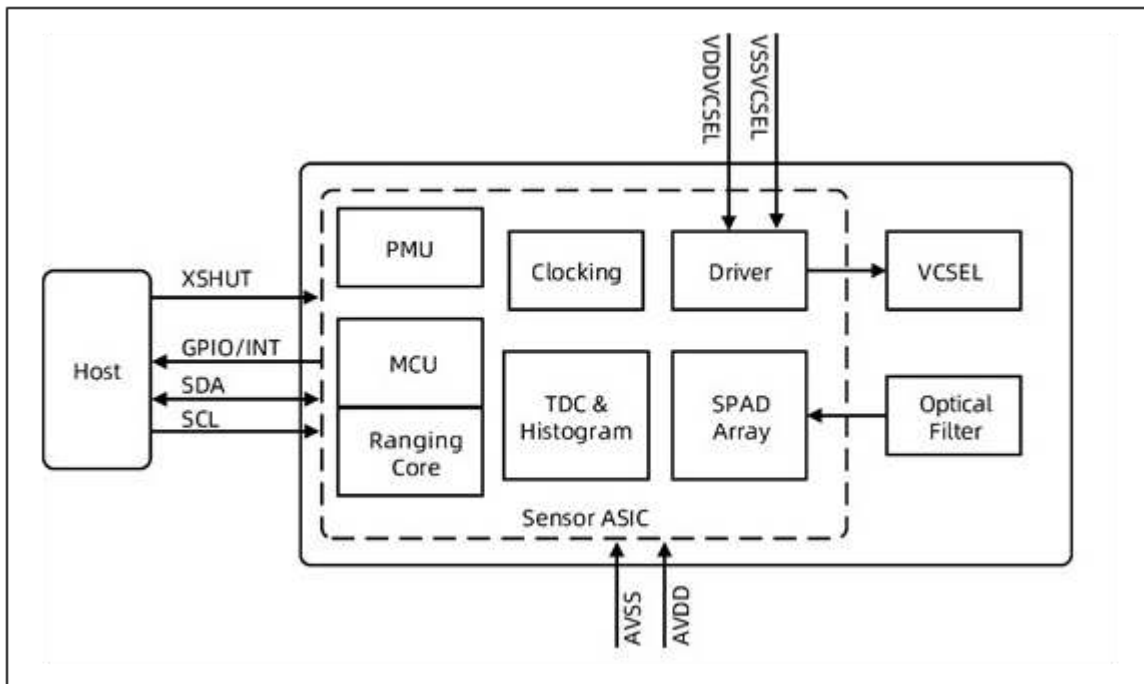 VDDVCSEL
VSSVCSEL
PMU
Clocking
Driver
VCSEL
XSHUT
GPIO/INT
SDA
SCL
Host
MCU
Ranging
Core
TDC &
Histogram
SPAD
Array
Optical
Filter
Sensor ASIC
AVSS
AVDD